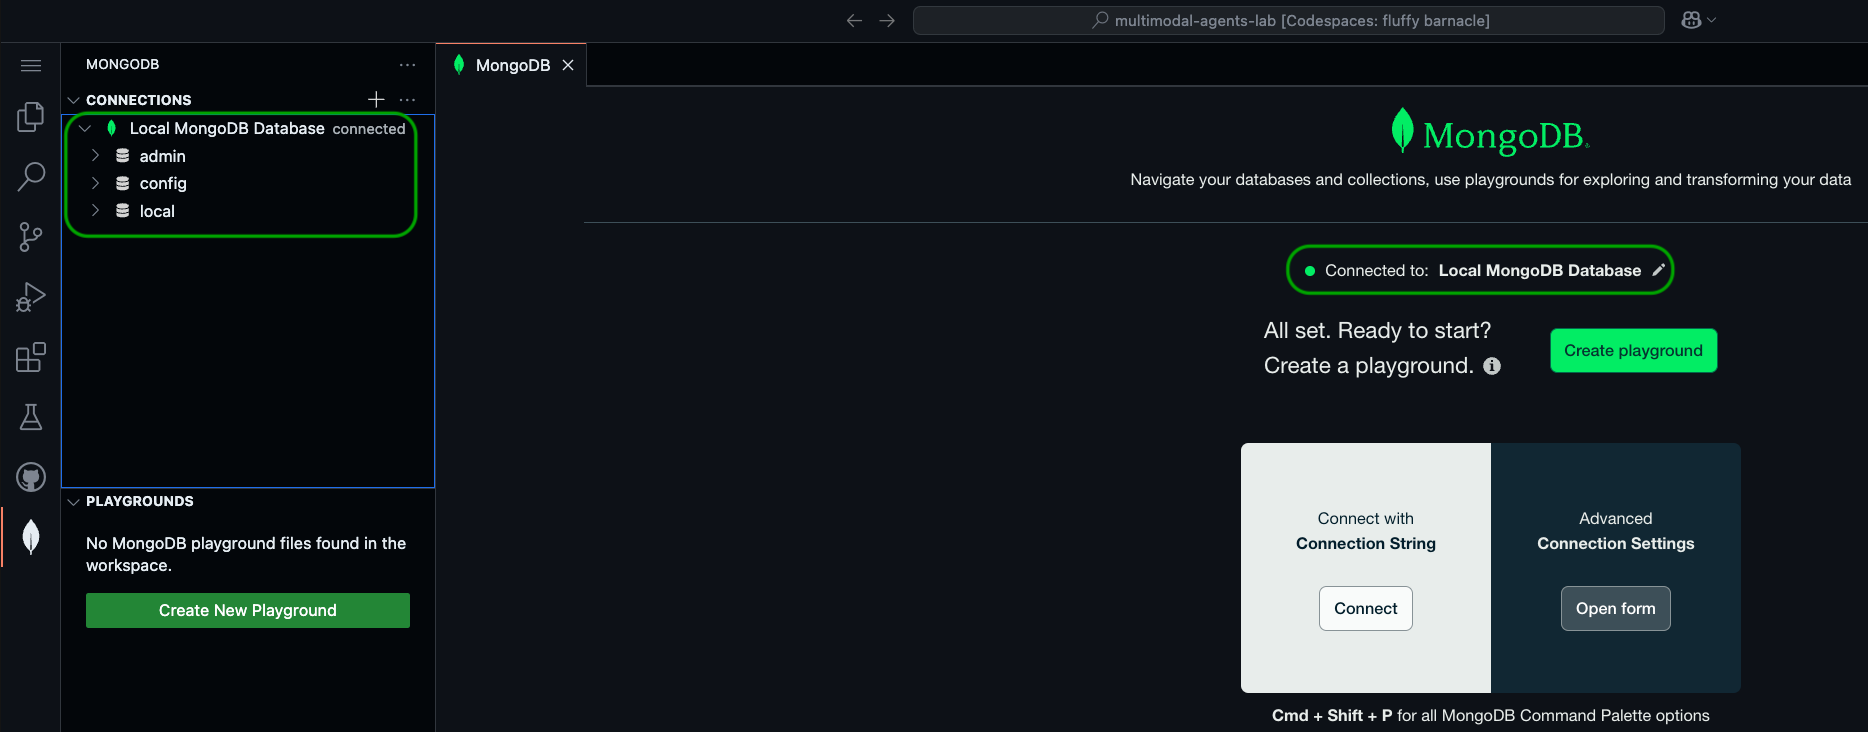 multimodal-agents-lab [Codespaces: fluffy barnacle]
MONGODB
CONNECTIONS
Local MongoDB Database connected
admin
config
local
PLAYGROUNDS
No MongoDB playground files found in the
workspace.
Create New Playground
MongoDB
MongoDB
Navigate your databases and collections, use playgrounds for exploring and transforming your data
Connected to: Local MongoDB Database
All set. Ready to start?
Create a playground.
Create playground
Connect with
Connection String
Connect
Advanced
Connection Settings
Open form
Cmd + Shift + P for all MongoDB Command Palette options